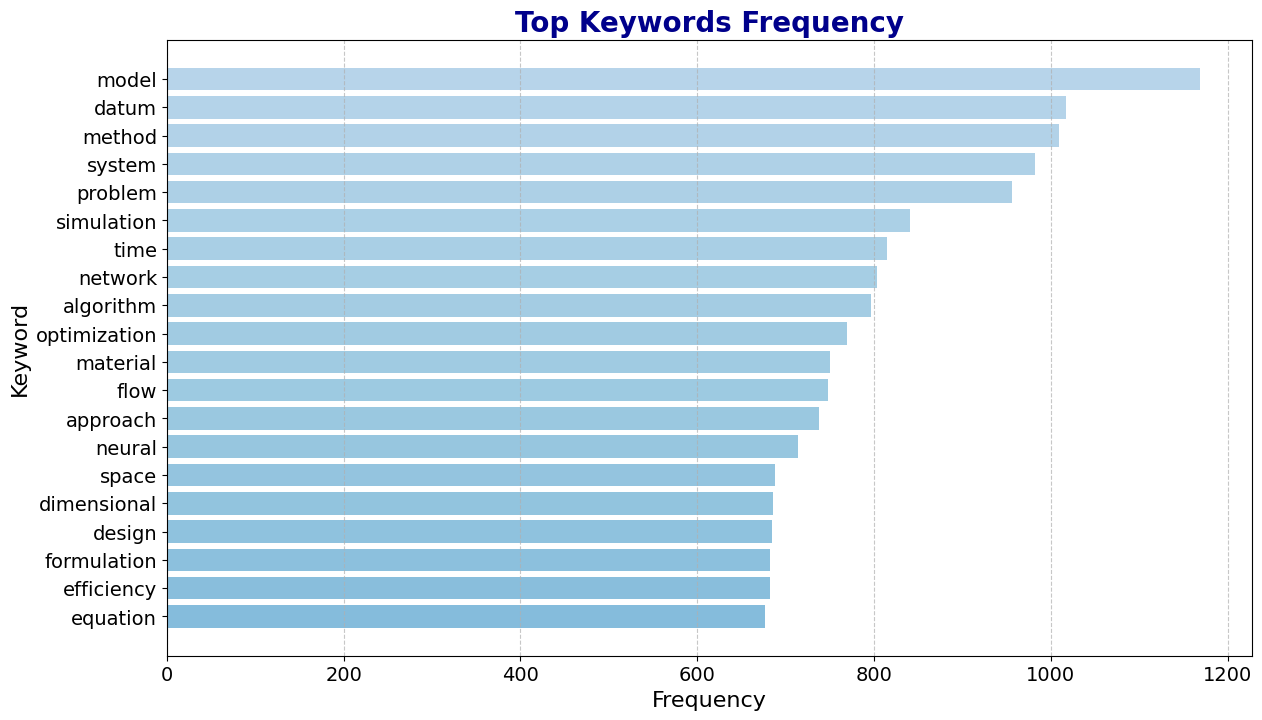 Top Keywords Frequency
Keyword
model
datum
method
system
problem
simulation
time
network
algorithm
optimization
material
flow
approach
neural
space
dimensional
design
formulation
efficiency
equation
0 200 400 600 800 1000 1200
Frequency